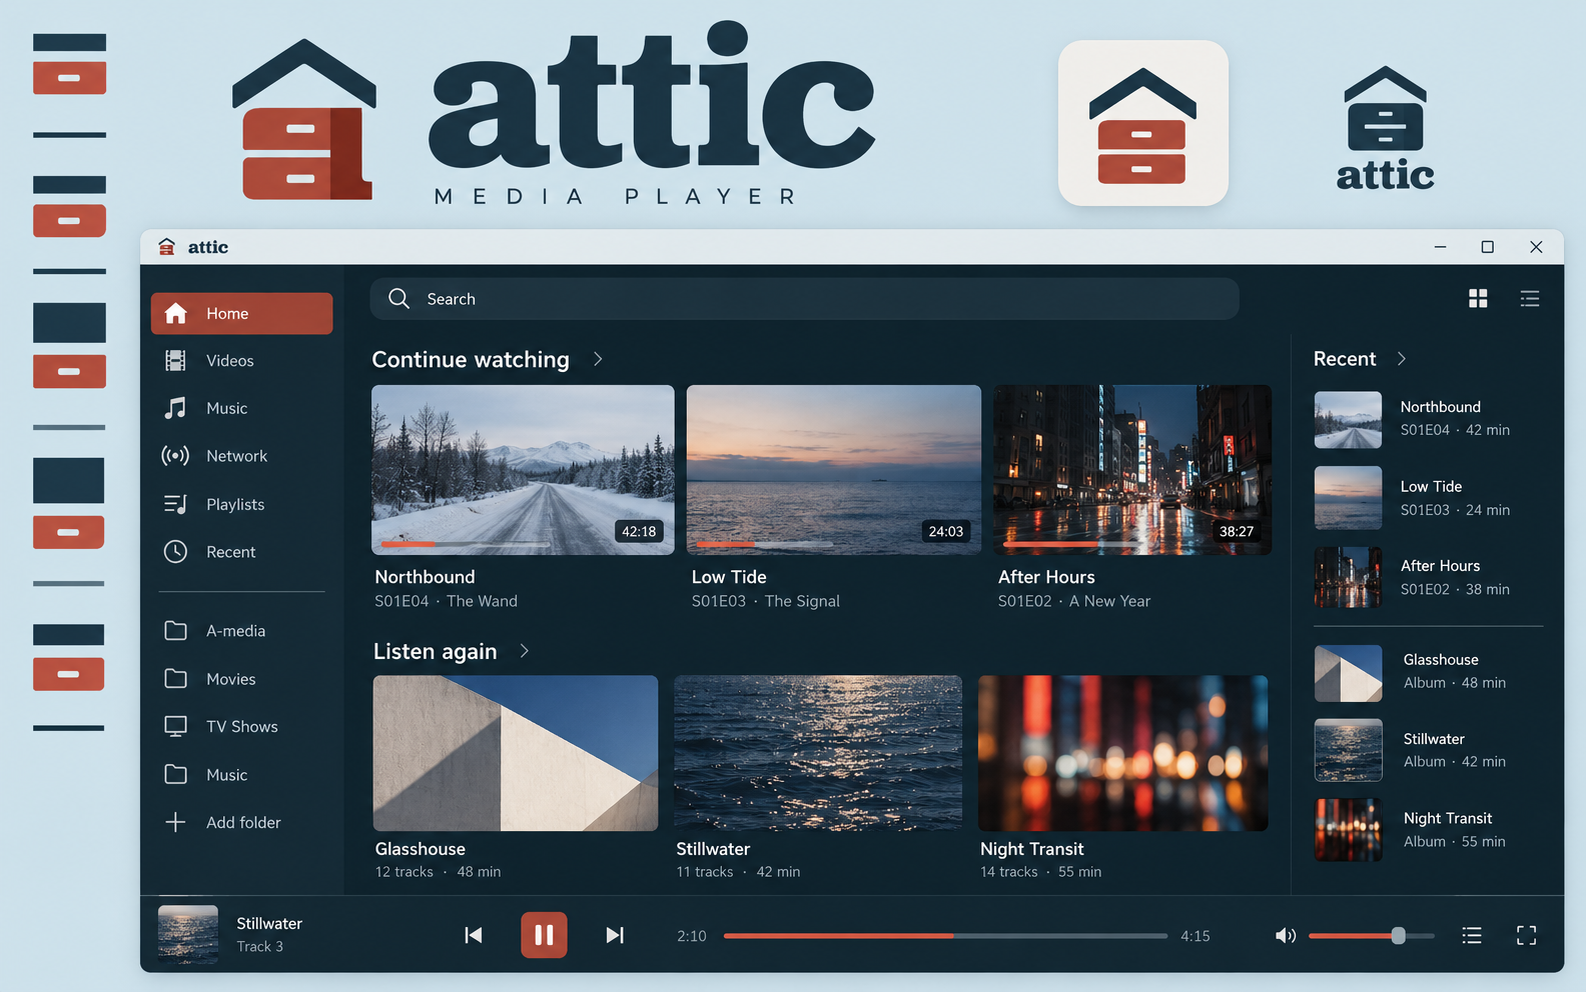 attic
MEDIA PLAYER
attic
attic
Home
Videos
Music
Network
Playlists
Recent
A-media
Movies
TV Shows
Music
Add folder
Search
Continue watching
42:18
Northbound
S01E04 · The Wand
24:03
Low Tide
S01E03 · The Signal
38:27
After Hours
S01E02 · A New Year
Listen again
Glasshouse
12 tracks · 48 min
Stillwater
11 tracks · 42 min
Night Transit
14 tracks · 55 min
Recent
Northbound
S01E04 · 42 min
Low Tide
S01E03 · 24 min
After Hours
S01E02 · 38 min
Glasshouse
Album · 48 min
Stillwater
Album · 42 min
Night Transit
Album · 55 min
Stillwater
Track 3
2:10
4:15